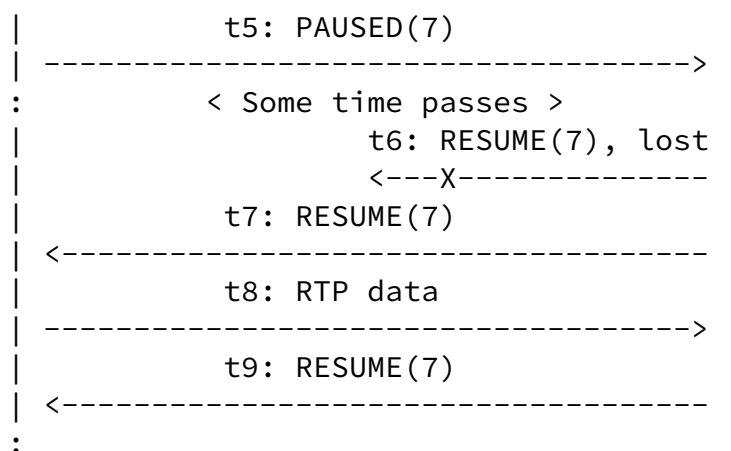 |          t5: PAUSED(7)
| ------------------------------------->
:         < Some time passes >
|                  t6: RESUME(7), lost
|                  <---X--------------
|          t7: RESUME(7)
| <-------------------------------------
|          t8: RTP data
| ------------------------------------->
|          t9: RESUME(7)
| <-------------------------------------
: